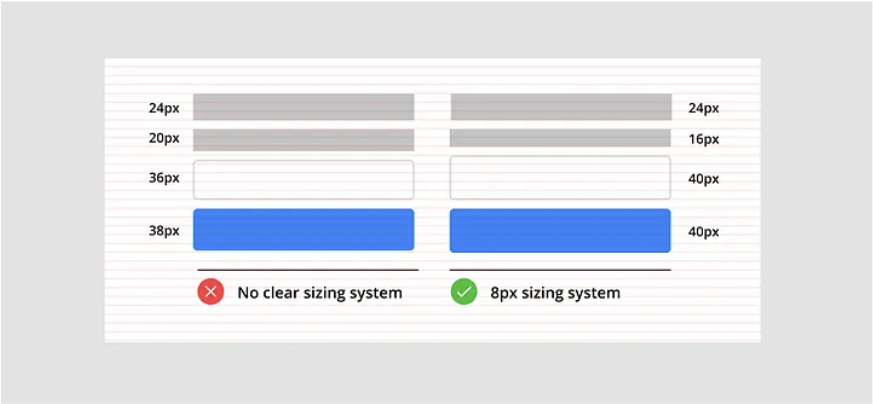 24px 24px
20px 16px
36px 40px
38px 40px
No clear sizing system 8px sizing system